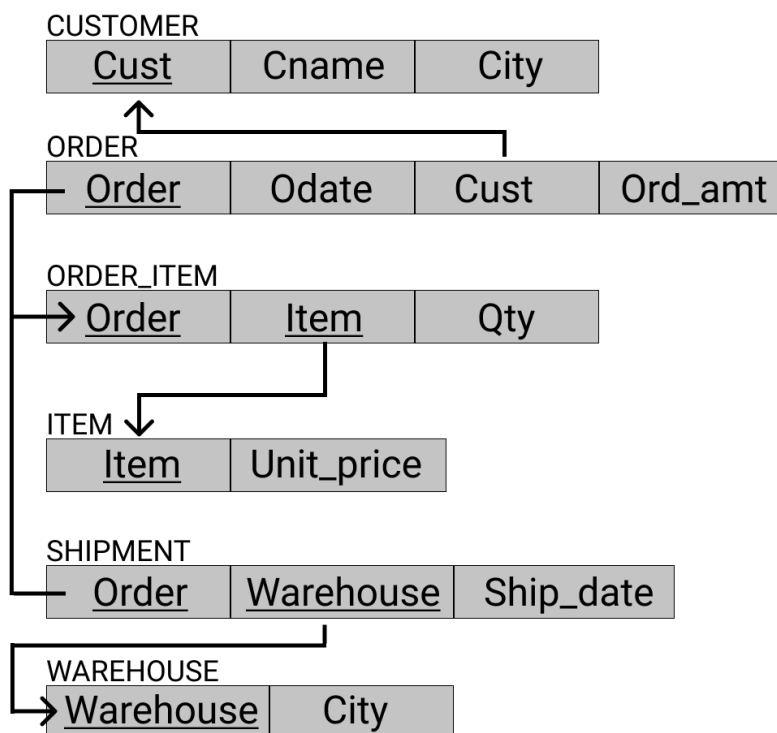 CUSTOMER
Cust Cname City
ORDER
Order Odate Cust Ord_amt
ORDER_ITEM
Order Item Qty
ITEM
Item Unit_price
SHIPMENT
Order Warehouse Ship_date
WAREHOUSE
Warehouse City